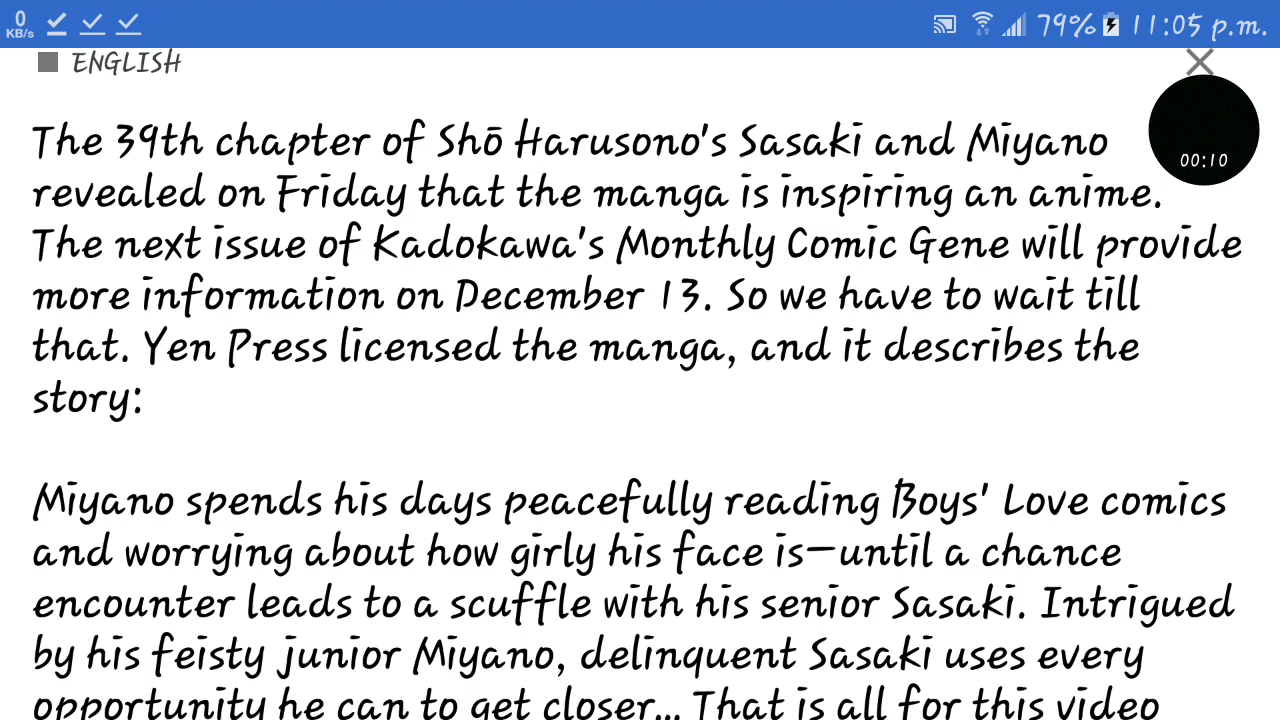 0
KB/s
79% 11:05 p.m.
ENGLISH
00:10
The 39th chapter of Shō Harusono's Sasaki and Miyano
revealed on Friday that the manga is inspiring an anime.
The next issue of Kadokawa's Monthly Comic Gene will provide
more information on December 13. So we have to wait till
that. Yen Press licensed the manga, and it describes the
story:
Miyano spends his days peacefully reading Boys' Love comics
and worrying about how girly his face is—until a chance
encounter leads to a scuffle with his senior Sasaki. Intrigued
by his feisty junior Miyano, delinquent Sasaki uses every
opportunity he can to get closer... That is all for this video